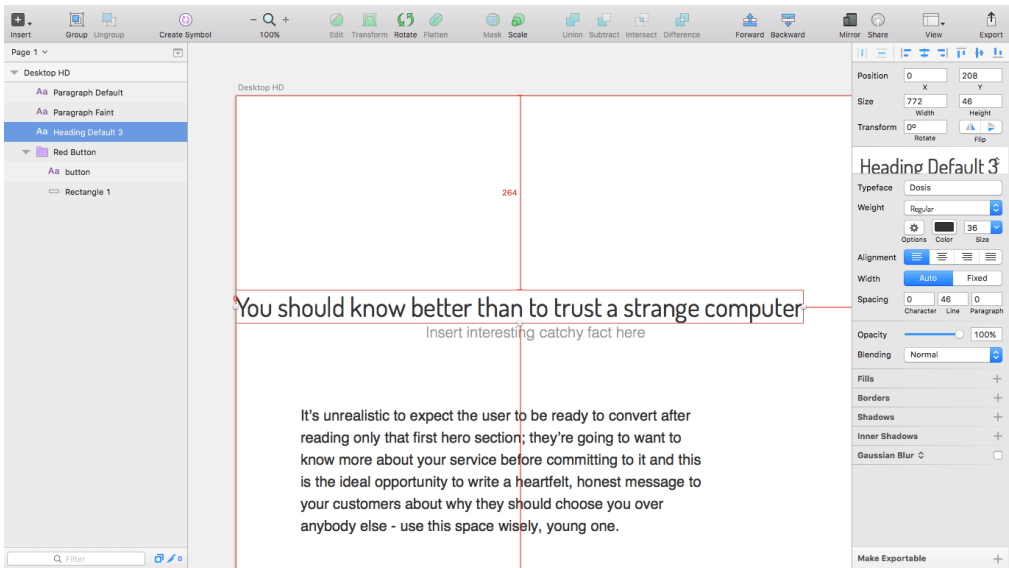 Insert Group Ungroup Create Symbol 100% Edit Transform Rotate Flatten Mask Scale Union Subtract Intersect Difference Forward Backward Mirror Share View Export
Page 1
Desktop HD
Aa Paragraph Default
Aa Paragraph Faint
Aa Heading Default 3
Red Button
Aa button
Rectangle 1
Filter
0
Desktop HD
264
0
You should know better than to trust a strange computer
Insert interesting catchy fact here
It's unrealistic to expect the user to be ready to convert after
reading only that first hero section; they're going to want to
know more about your service before committing to it and this
is the ideal opportunity to write a heartfelt, honest message to
your customers about why they should choose you over
anybody else - use this space wisely, young one.
Position 0 208
X Y
Size 772 46
Width Height
Transform 0º
Rotate Flip
Heading Default 3
Typeface Dosis
Weight Regular
36
Options Color Size
Alignment
Width Auto Fixed
Spacing 0 46 0
Character Line Paragraph
Opacity 100%
Blending Normal
Fills
Borders
Shadows
Inner Shadows
Gaussian Blur
Make Exportable